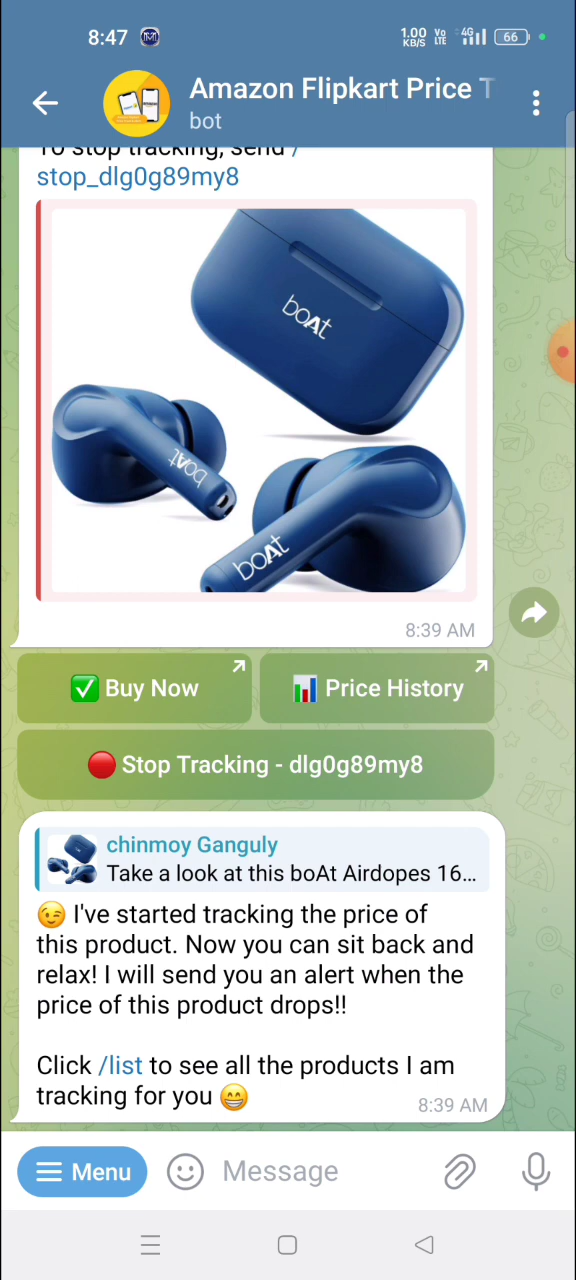 8:47
1.00 KB/S VO LTE 4G 66
Amazon Flipkart Price T
bot
To stop tracking, send /
stop_dlg0g89my8
boAt
boAt
boAt
8:39 AM
Buy Now
Price History
Stop Tracking - dlg0g89my8
chinmoy Ganguly
Take a look at this boAt Airdopes 16...
😉 I've started tracking the price of
this product. Now you can sit back and
relax! I will send you an alert when the
price of this product drops!!
Click /list to see all the products I am
tracking for you 😁
8:39 AM
Menu
Message